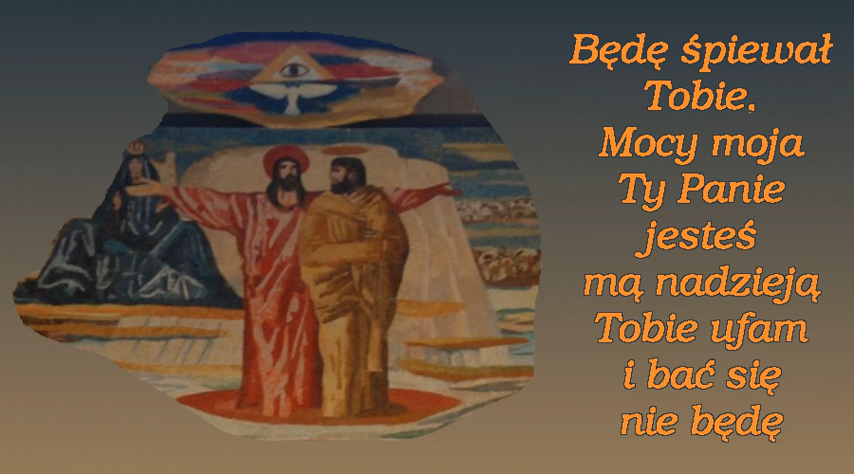 Będę śpiewał
Tobie,
Mocy moja
Ty Panie
jesteś
mą nadzieją
Tobie ufam
i bać się
nie będę